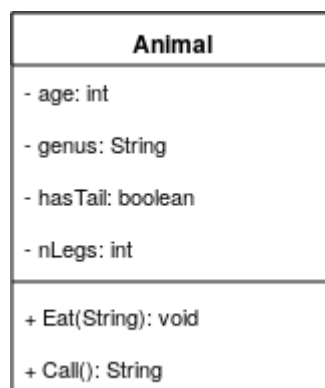 Animal
- age: int
- genus: String
- hasTail: boolean
- nLegs: int
+ Eat(String): void
+ Call(): String